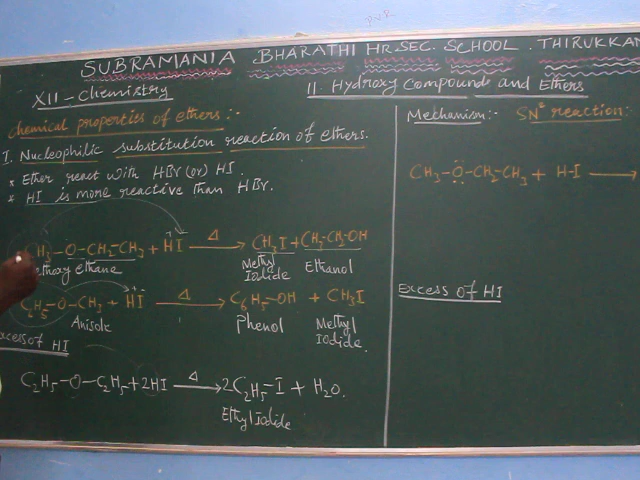 P.V.R
SUBRAMANIA BHARATHI HR.SEC. SCHOOL. THIRUKKAN
XII - Chemistry
11. Hydroxy Compounds and Ethers
Chemical properties of ethers:-
I. Nucleophilic substitution reaction of ethers.
* Ether react with HBr (or) HI.
* HI is more reactive than HBr.
CH₃-O-CH₂-CH₃ + HI —Δ→ CH₃I + CH₃-CH₂-OH
Methyl Iodide Ethanol
C₆H₅-O-CH₃ + HI —Δ→ C₆H₅-OH + CH₃I
Anisole Phenol Methyl Iodide.
Excess of HI
C₂H₅-O-C₂H₅ + 2HI —Δ→ 2C₂H₅-I + H₂O.
Ethyl Iodide
Mechanism:- SN² reaction:
CH₃-Ö-CH₂-CH₃ + H-I →
Excess of HI